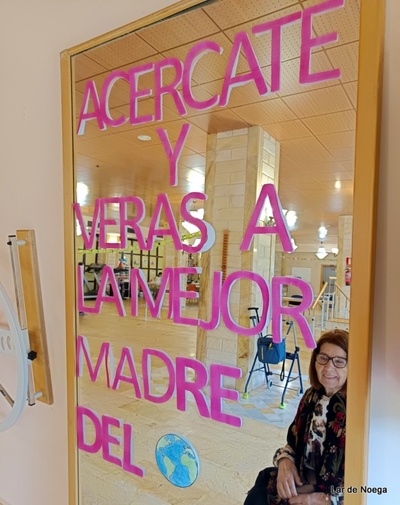 ACERCATE
Y
VERAS A
LA MEJOR
MADRE
DEL
Lar de Noega